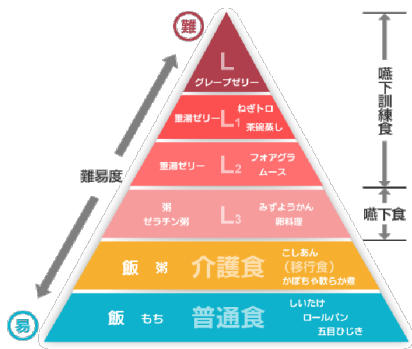 難
L
グレープゼリー
重湯ゼリー L1 ねぎトロ
茶碗蒸し
重湯ゼリー L2 フォアグラ
ムース
粥
ゼラチン粥
L3
みずようかん
卵料理
飯 粥 介護食
(移行食)
こしあん
かぼちゃ軟らか煮
飯 もち 普通食
しいたけ
ロールパン
五目ひじき
難易度
易
嚥下訓練食
嚥下食